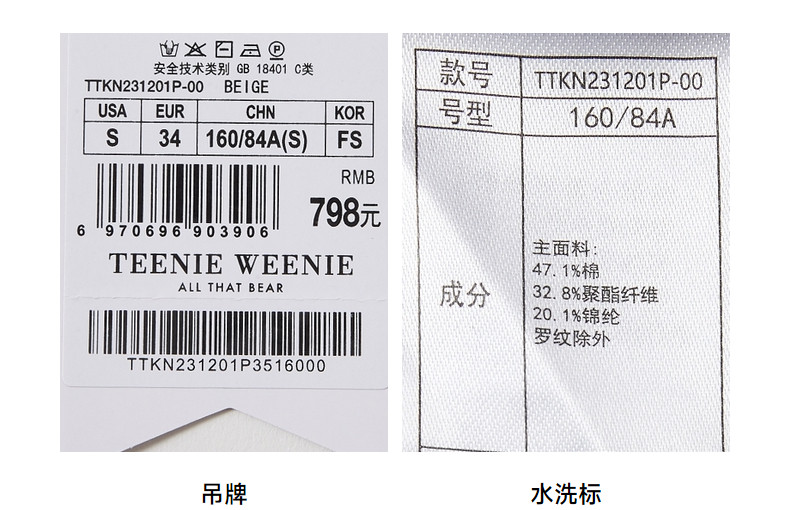 安全技术类别 GB 18401 C类
TTKN231201P-00 BEIGE
USA EUR CHN KOR
S 34 160/84A(S) FS
RMB
798元
6 970696 903906
TEENIE WEENIE
ALL THAT BEAR
TTKN231201P3516000
吊牌
款号 TTKN231201P-00
号型 160/84A
成分
主面料:
47.1%棉
32.8%聚酯纤维
20.1%锦纶
罗纹除外
水洗标